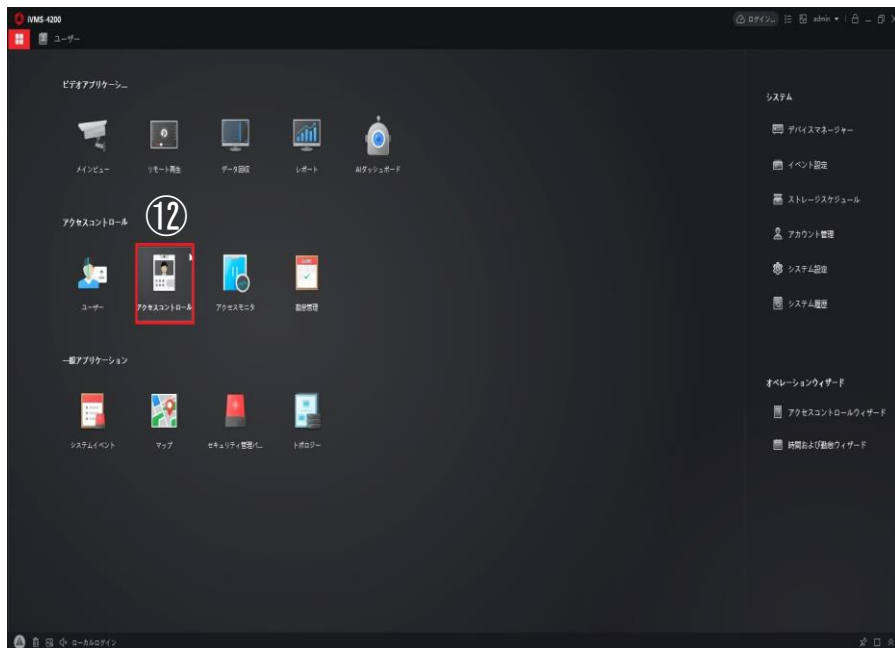 iVMS-4200
ログイン...
admin
ユーザー
ビデオアプリケーシ...
メインビュー
リモート再生
データ回収
レポート
AIダッシュボード
アクセスコントロール
⑫
ユーザー
アクセスコントロール
アクセスモニタ
勤怠管理
一般アプリケーション
システムイベント
マップ
セキュリティ管理パ...
トポロジー
システム
デバイスマネージャー
イベント設定
ストレージスケジュール
アカウント管理
システム設定
システム履歴
オペレーションウィザード
アクセスコントロールウィザード
時間および勤怠ウィザード
ローカルログイン